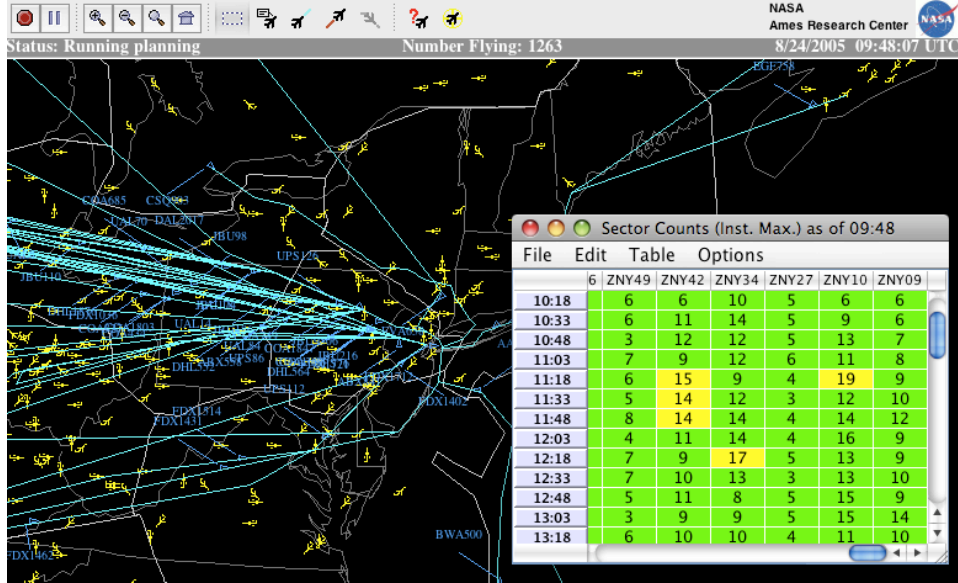 NASA
Ames Research Center
NASA
Status: Running planning Number Flying: 1263 8/24/2005 09:48:07 UTC
EGE758
COA685
DAL2017
JBU98
UPS126
JBU110
UPS86
DHL552
DHL564
UPS112
FDX1402
FDX1514
FDX1431
BWA500
FDX1462
Sector Counts (Inst. Max.) as of 09:48
File Edit Table Options
6 ZNY49 ZNY42 ZNY34 ZNY27 ZNY10 ZNY09
10:18 6 6 10 5 6 6
10:33 6 11 14 5 9 6
10:48 3 12 12 5 13 7
11:03 7 9 12 6 11 8
11:18 6 15 9 4 19 9
11:33 5 14 12 3 12 10
11:48 8 14 14 4 14 12
12:03 4 11 14 4 16 9
12:18 7 9 17 5 13 9
12:33 7 10 13 3 13 10
12:48 5 11 8 5 15 9
13:03 3 9 9 5 15 14
13:18 6 10 10 4 11 10